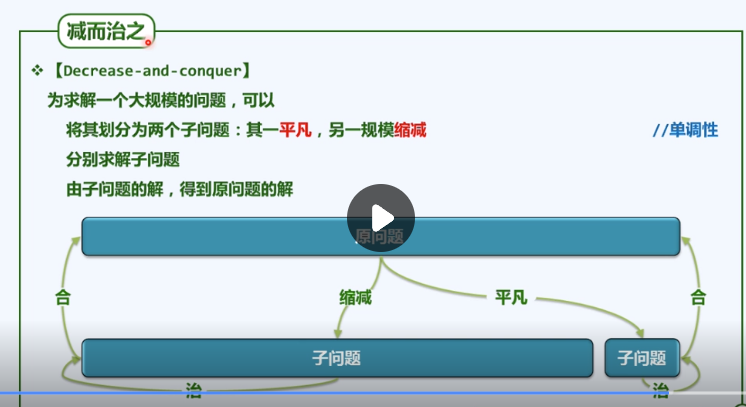 减而治之
❖【Decrease-and-conquer】
为求解一个大规模的问题，可以
将其划分为两个子问题：其一平凡，另一规模缩减 //单调性
分别求解子问题
由子问题的解，得到原问题的解
原问题
合 缩减 平凡 合
子问题 子问题
治 治